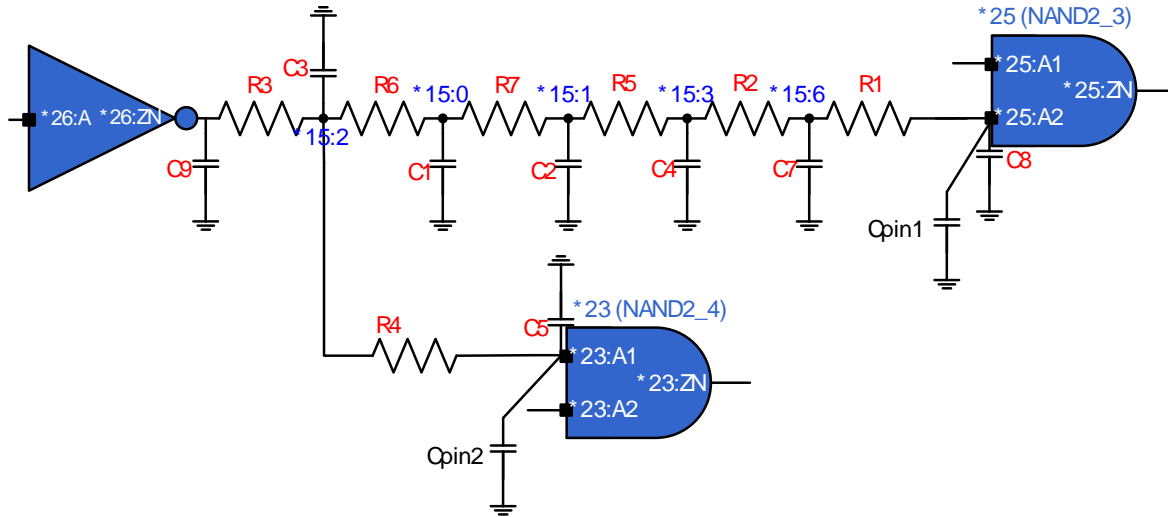 *25 (NAND2_3)
C3
R3
R6
*15:0
R7
*15:1
R5
*15:3
R2
*15:6
R1
*25:A1
*25:ZN
*25:A2
*26:A
*26:ZN
*15:2
C9
C1
C2
C4
C7
C8
Cpin1
*23 (NAND2_4)
R4
C5
*23:A1
*23:ZN
*23:A2
Cpin2